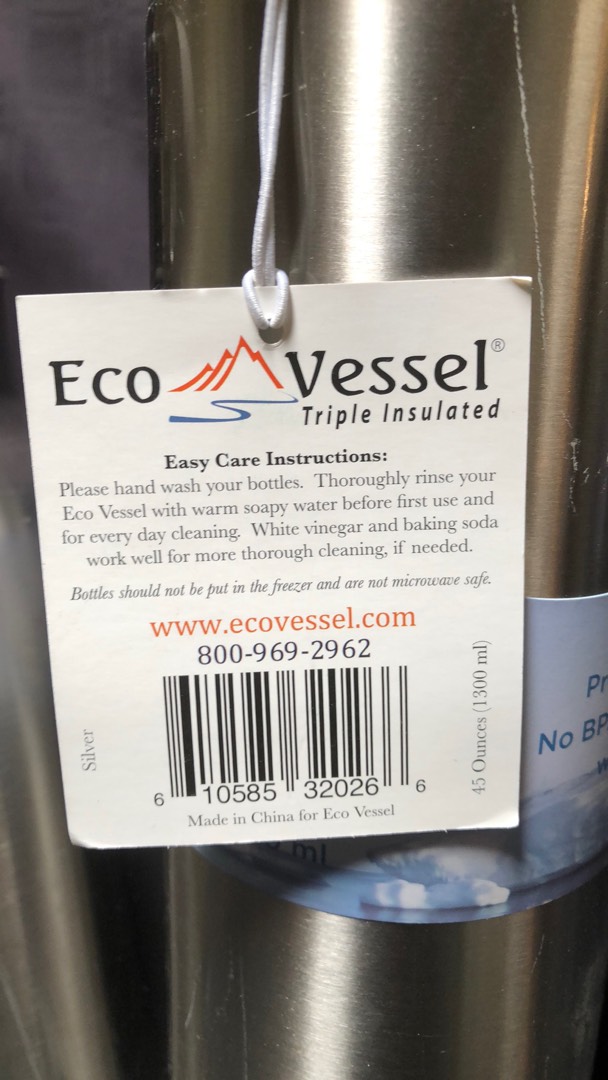 Eco Vessel®
Triple Insulated
Easy Care Instructions:
Please hand wash your bottles. Thoroughly rinse your
Eco Vessel with warm soapy water before first use and
for every day cleaning. White vinegar and baking soda
work well for more thorough cleaning, if needed.
Bottles should not be put in the freezer and are not microwave safe.
www.ecovessel.com
800-969-2962
Silver
45 Ounces (1300 ml)
6 10585 32026 6
Made in China for Eco Vessel
No BP
ml